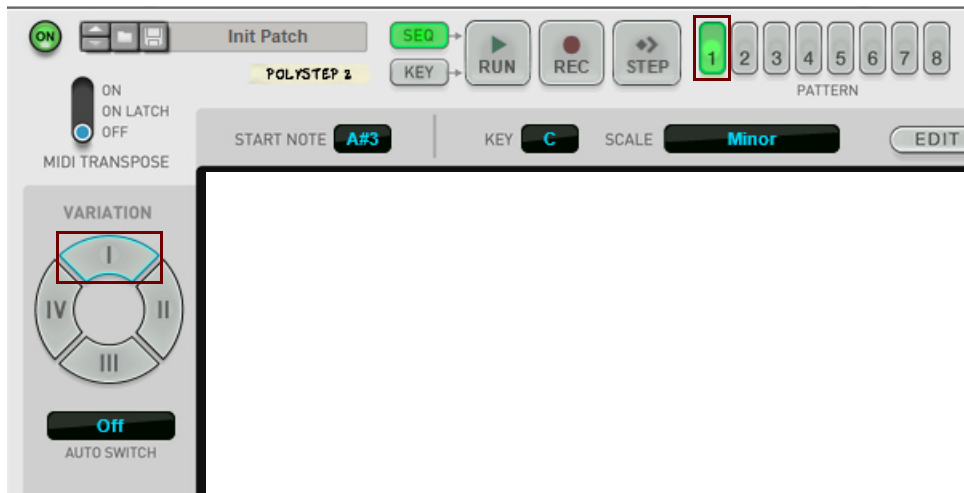 ON
Init Patch
SEQ
KEY
RUN
REC
STEP
1 2 3 4 5 6 7 8
PATTERN
POLYSTEP 2
ON
ON LATCH
OFF
MIDI TRANSPOSE
START NOTE A#3
KEY C
SCALE Minor
EDIT
VARIATION
I
IV II
III
Off
AUTO SWITCH